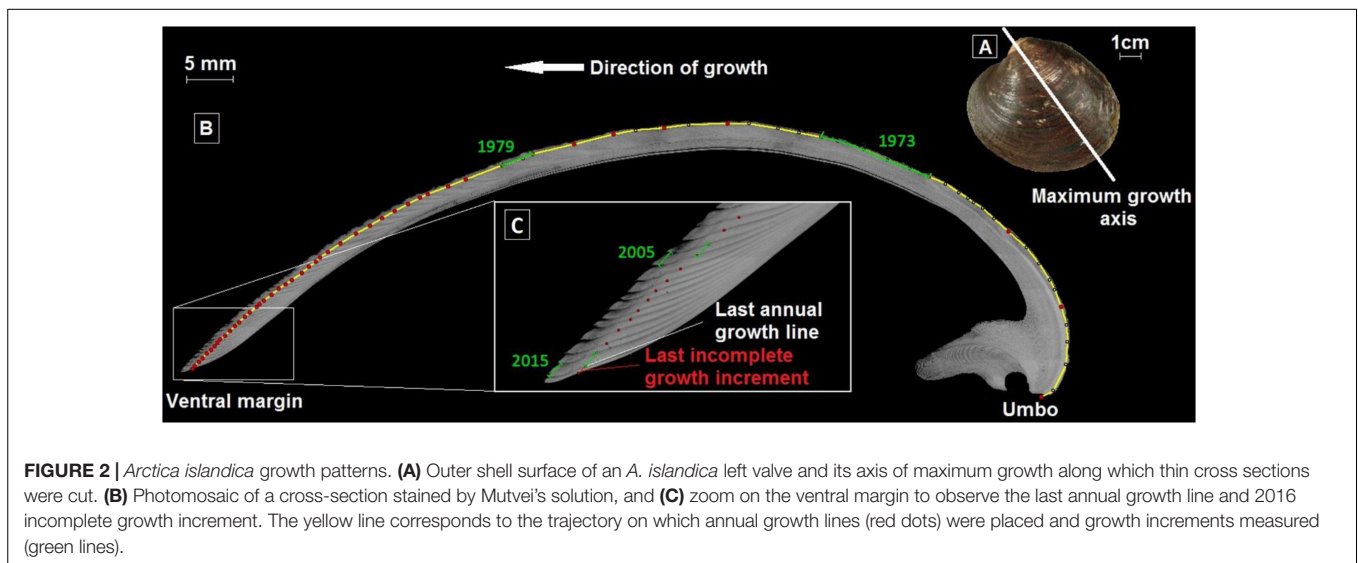 5 mm
Direction of growth
A
1cm
B
1979
1973
Maximum growth
axis
C
2005
Last annual
growth line
2015
Last incomplete
growth increment
Ventral margin
Umbo
FIGURE 2 | Arctica islandica growth patterns. (A) Outer shell surface of an A. islandica left valve and its axis of maximum growth along which thin cross sections
were cut. (B) Photomosaic of a cross-section stained by Mutvei's solution, and (C) zoom on the ventral margin to observe the last annual growth line and 2016
incomplete growth increment. The yellow line corresponds to the trajectory on which annual growth lines (red dots) were placed and growth increments measured
(green lines).